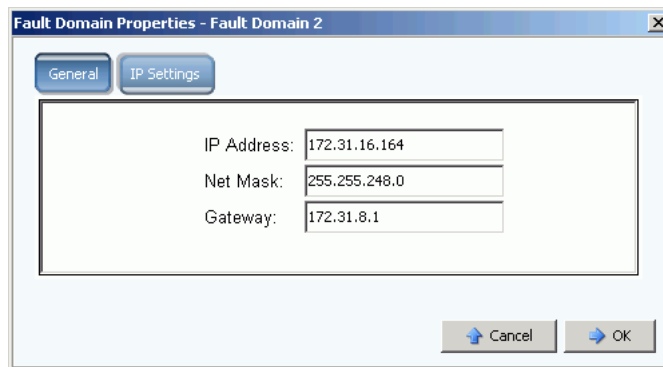 Fault Domain Properties - Fault Domain 2
General
IP Settings
IP Address: 172.31.16.164
Net Mask: 255.255.248.0
Gateway: 172.31.8.1
Cancel
OK